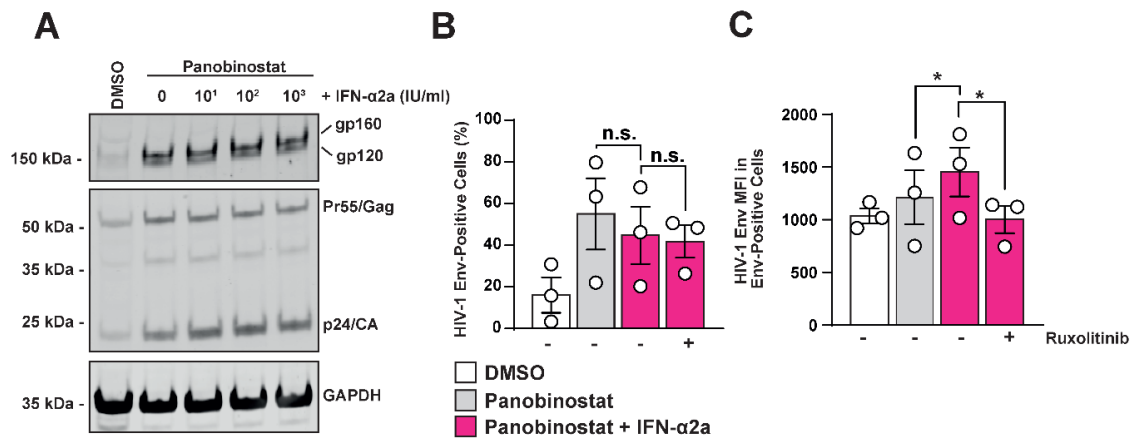 A
DMSO
Panobinostat
0 10¹ 10² 10³ + IFN-α2a (IU/ml)
gp160
gp120
150 kDa -
Pr55/Gag
50 kDa -
35 kDa -
25 kDa -
p24/CA
35 kDa -
GAPDH
B
HIV-1 Env-Positive Cells (%)
100
80
60
40
20
0
n.s.
n.s.
- - - +
DMSO
Panobinostat
Panobinostat + IFN-α2a
C
HIV-1 Env MFI in
Env-Positive Cells
2000
1500
1000
500
0
*
*
- - - + Ruxolitinib